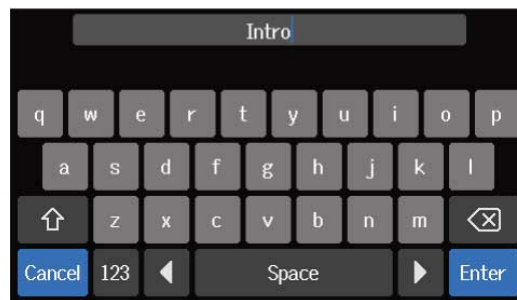 Intro
q w e r t y u i o p
a s d f g h j k l
z x c v b n m
Cancel 123 Space Enter